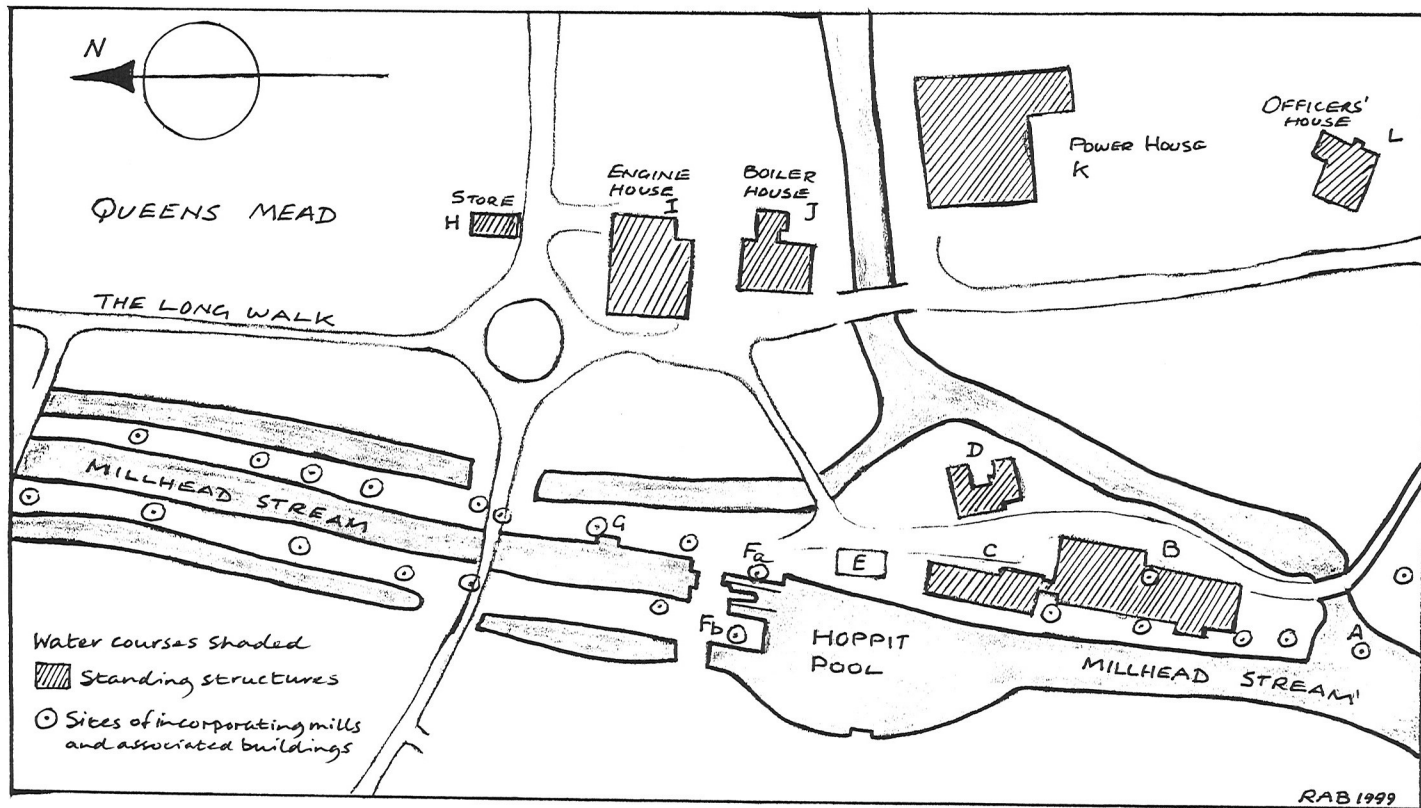 N
QUEENS MEAD
STORE
H
ENGINE
HOUSE
I
BOILER
HOUSE
J
POWER HOUSE
K
OFFICERS'
HOUSE
L
THE LONG WALK
MILLHEAD STREAM
G
Fa
Fb
E
D
C
B
A
HOPPIT
POOL
MILLHEAD STREAM
Water courses shaded
Standing structures
Sites of incorporating mills
and associated buildings
RAB 1999